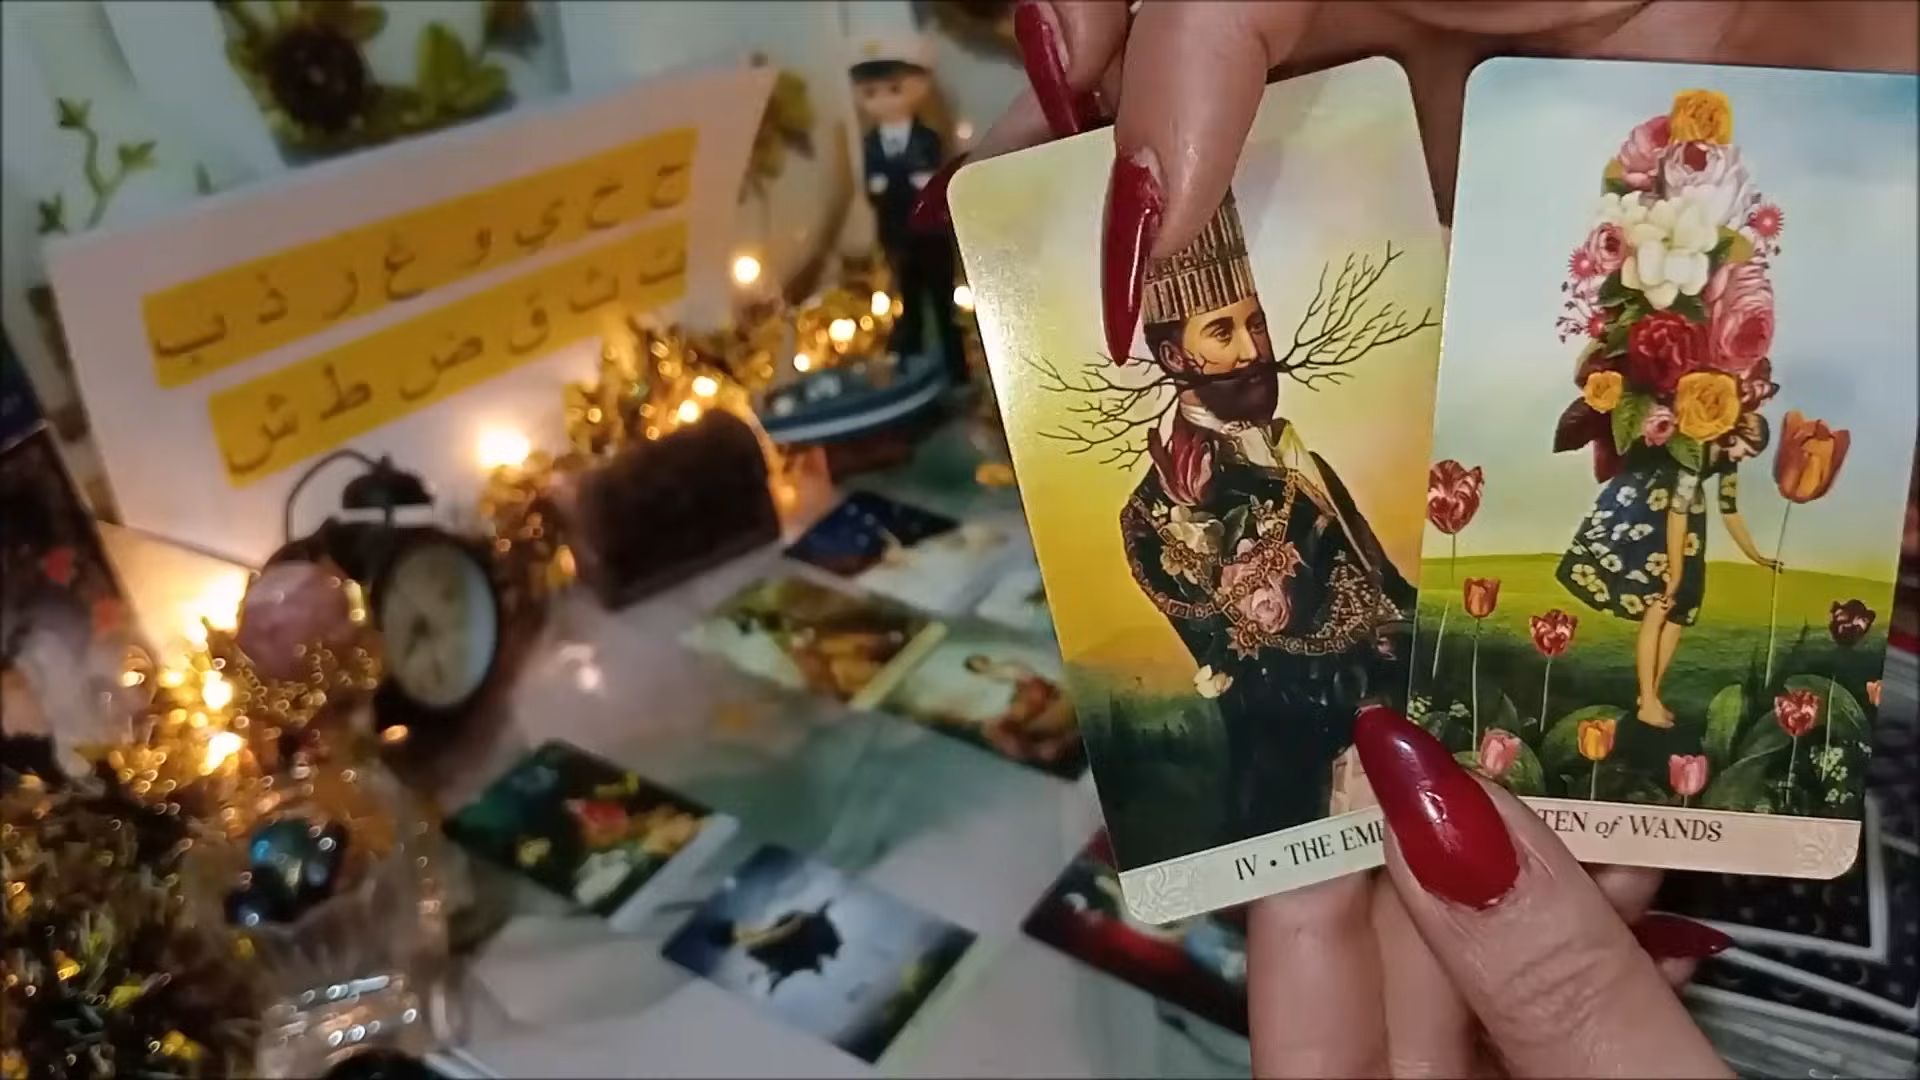 ح خ ي و غ ر ذ ب
ت ث ق ض ط ش
IV • THE EM
TEN of WANDS